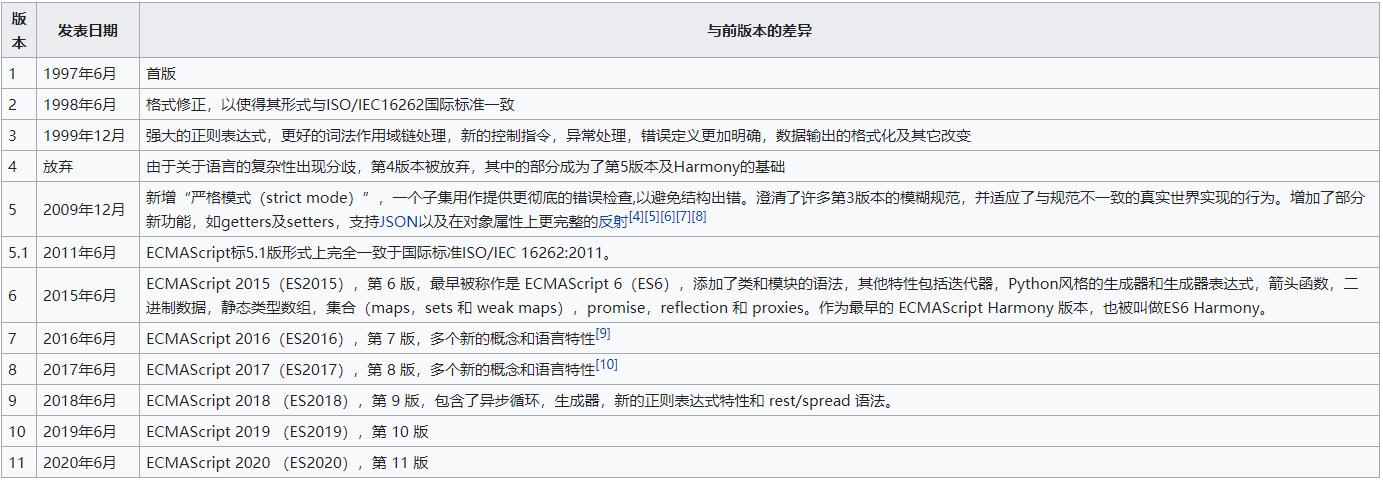 版本 发表日期 与前版本的差异
1 1997年6月 首版
2 1998年6月 格式修正，以使得其形式与ISO/IEC16262国际标准一致
3 1999年12月 强大的正则表达式，更好的词法作用域链处理，新的控制指令，异常处理，错误定义更加明确，数据输出的格式化及其它改变
4 放弃 由于关于语言的复杂性出现分歧，第4版本被放弃，其中的部分成为了第5版本及Harmony的基础
5 2009年12月 新增“严格模式（strict mode）”，一个子集用作提供更彻底的错误检查,以避免结构出错。澄清了许多第3版本的模糊规范，并适应了与规范不一致的真实世界实现的行为。增加了部分
新功能，如getters及setters，支持JSON以及在对象属性上更完整的反射[4][5][6][7][8]
5.1 2011年6月 ECMAScript标5.1版形式上完全一致于国际标准ISO/IEC 16262:2011。
6 2015年6月 ECMAScript 2015（ES2015），第 6 版，最早被称作是 ECMAScript 6（ES6），添加了类和模块的语法，其他特性包括迭代器，Python风格的生成器和生成器表达式，箭头函数，二
进制数据，静态类型数组，集合（maps，sets 和 weak maps），promise，reflection 和 proxies。作为最早的 ECMAScript Harmony 版本，也被叫做ES6 Harmony。
7 2016年6月 ECMAScript 2016（ES2016），第 7 版，多个新的概念和语言特性[9]
8 2017年6月 ECMAScript 2017（ES2017），第 8 版，多个新的概念和语言特性[10]
9 2018年6月 ECMAScript 2018 （ES2018），第 9 版，包含了异步循环，生成器，新的正则表达式特性和 rest/spread 语法。
10 2019年6月 ECMAScript 2019 （ES2019），第 10 版
11 2020年6月 ECMAScript 2020 （ES2020），第 11 版